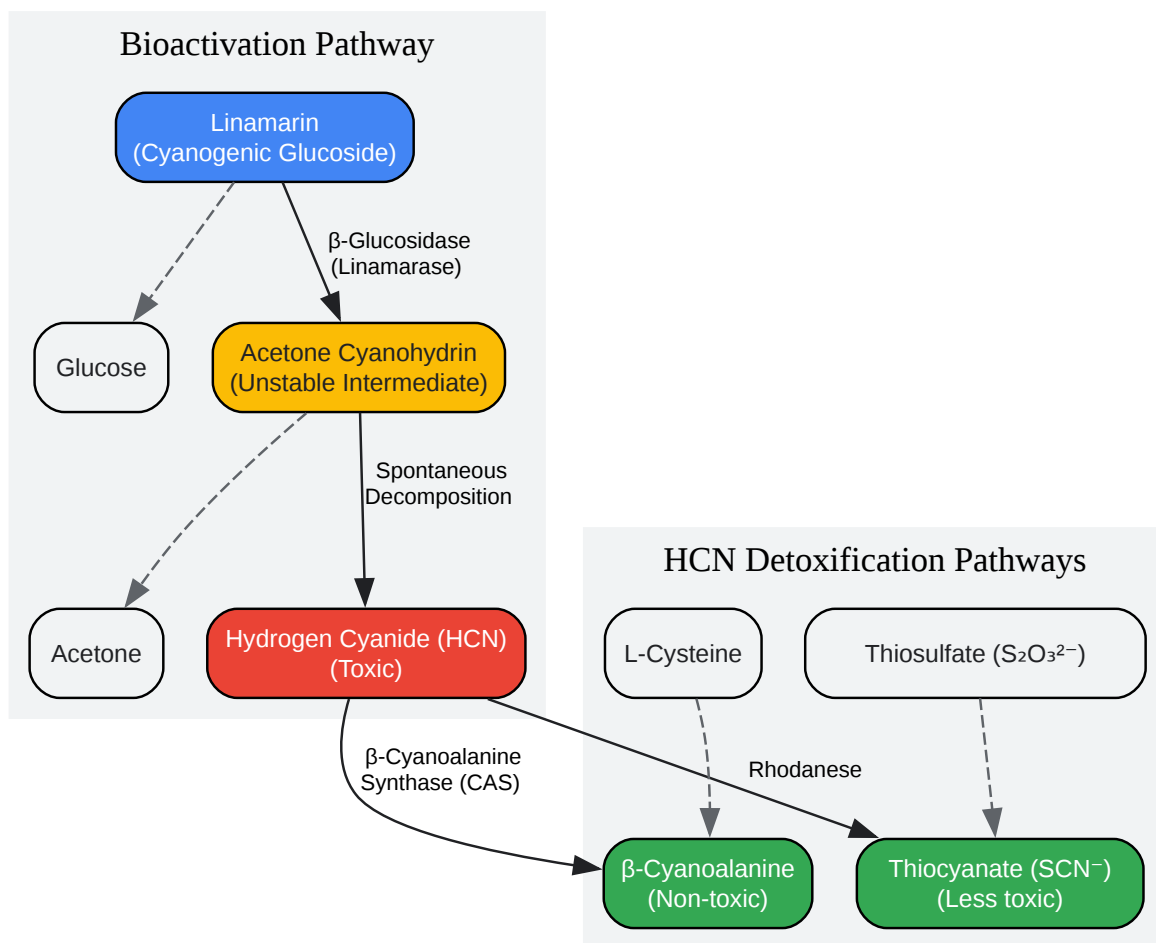 Bioactivation Pathway
Linamarin
(Cyanogenic Glucoside)
β-Glucosidase
(Linamarase)
Glucose
Acetone Cyanohydrin
(Unstable Intermediate)
Spontaneous
Decomposition
HCN Detoxification Pathways
Acetone
Hydrogen Cyanide (HCN)
(Toxic)
L-Cysteine
Thiosulfate (S₂O₃²⁻)
β-Cyanoalanine
Synthase (CAS)
Rhodanese
β-Cyanoalanine
(Non-toxic)
Thiocyanate (SCN⁻)
(Less toxic)